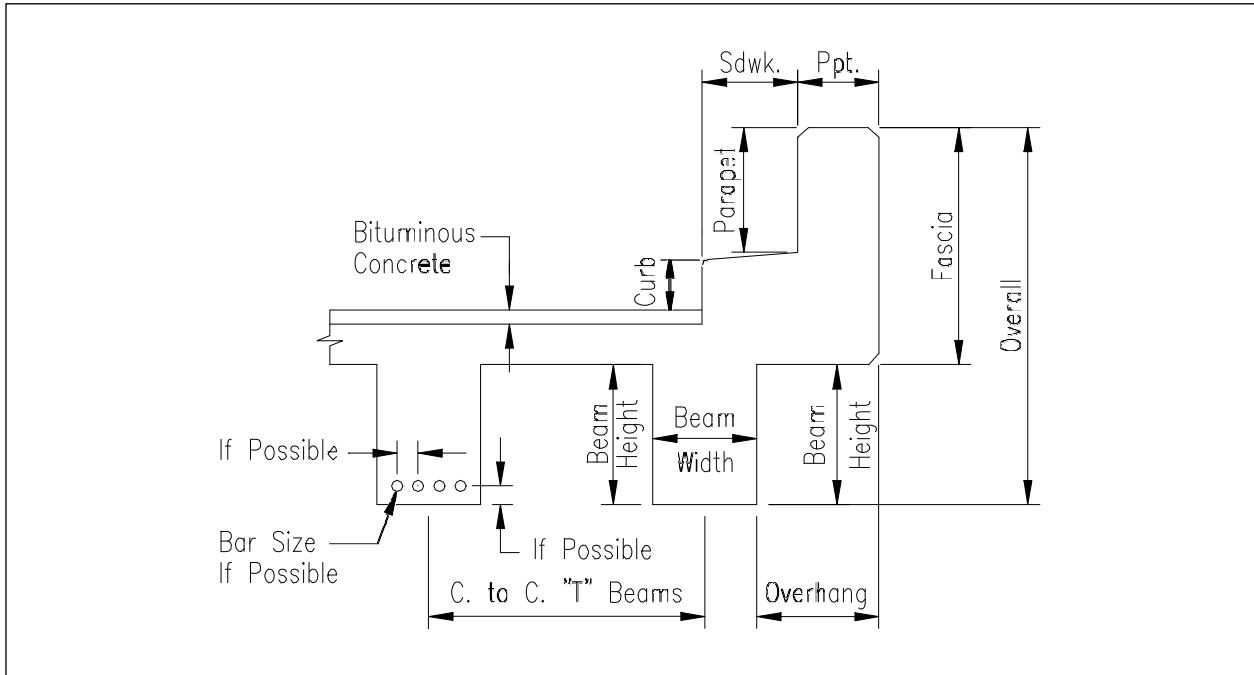 Sdwk.
Ppt.
Parapet
Bituminous
Concrete
Curb
Fascia
Overall
If Possible
Beam
Height
Beam
Width
Beam
Height
Bar Size
If Possible
If Possible
C. to C. "T" Beams
Overhang